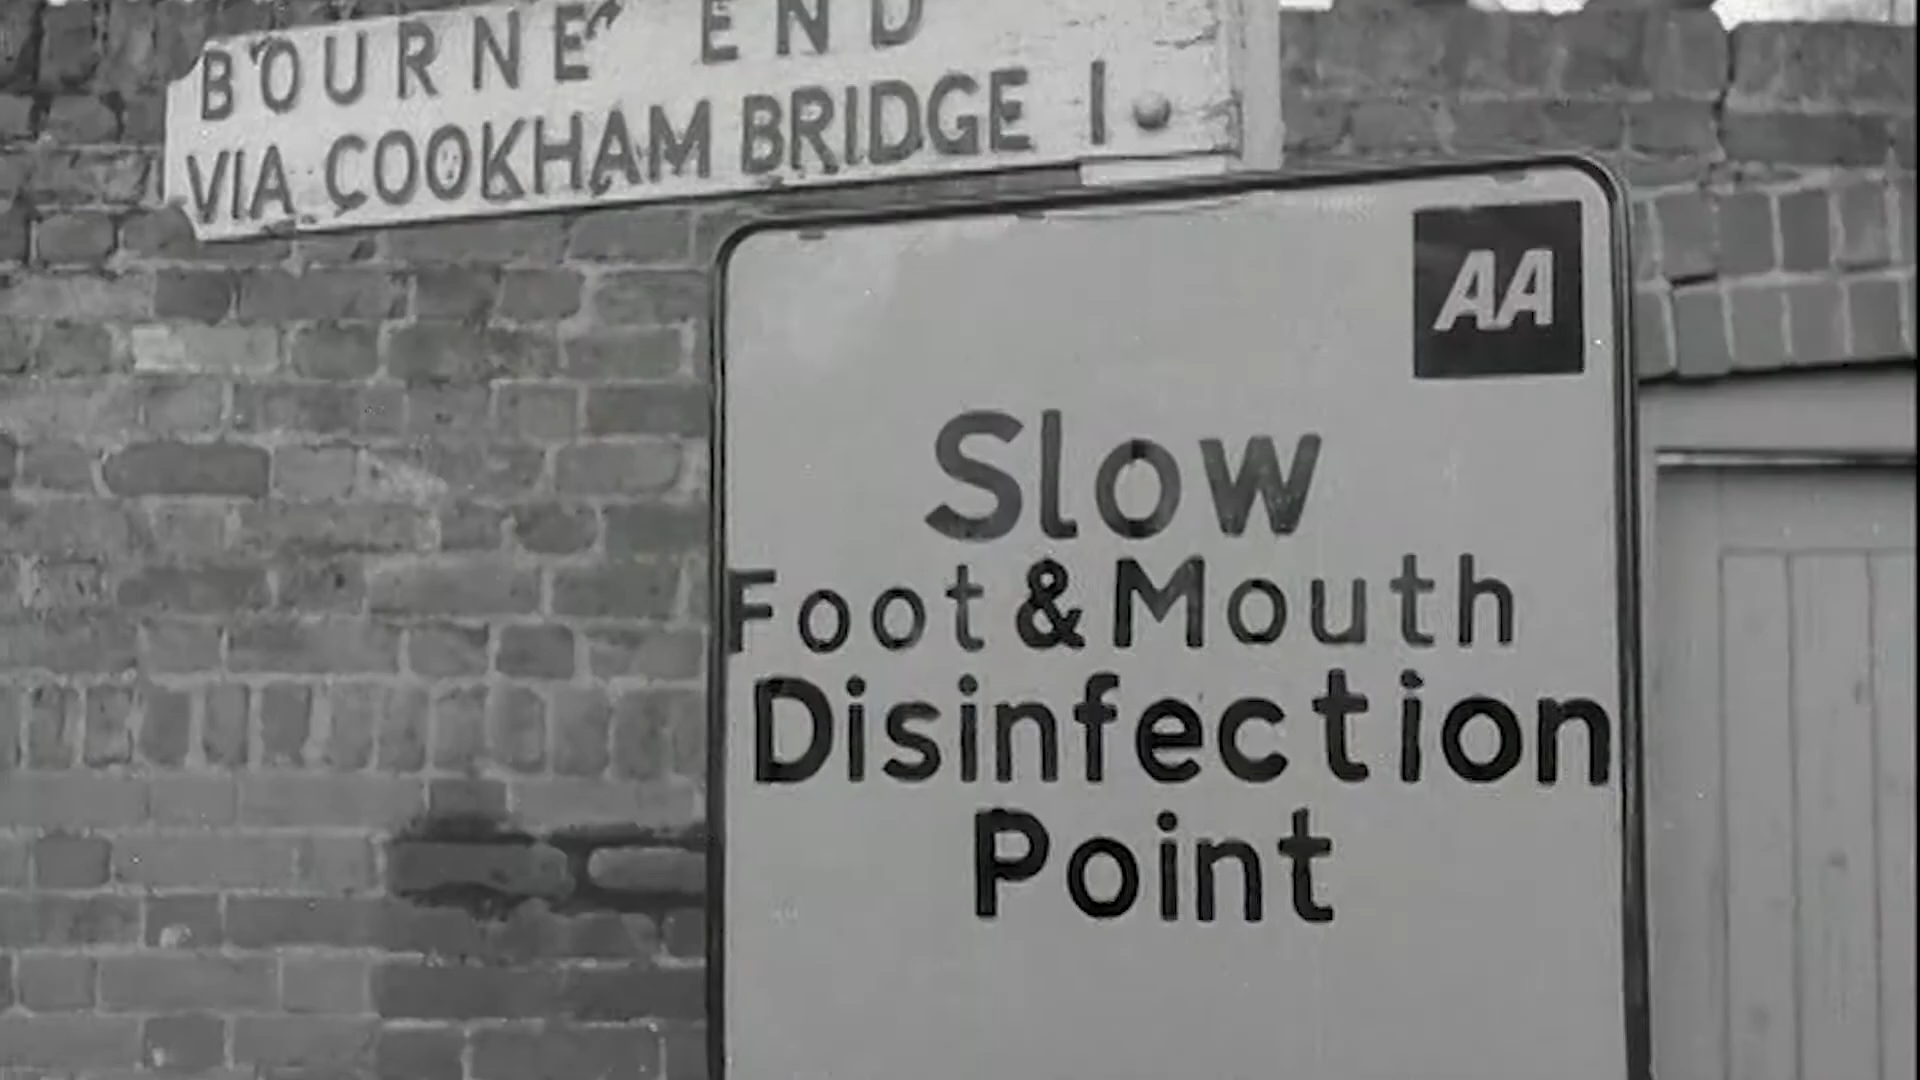 BOURNE END
VIA COOKHAM BRIDGE 1
AA
Slow
Foot & Mouth
Disinfection
Point